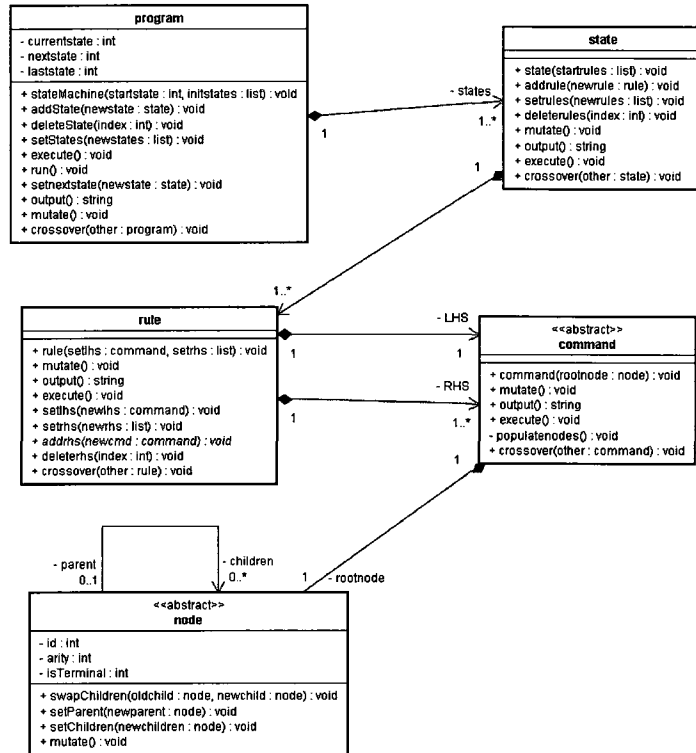 program
- currentstate : int
- nextstate : int
- laststate : int
+ stateMachine(startstate : int, initstates : list) : void
+ addState(newstate : state) : void
+ deleteState(index : int) : void
+ setStates(newstates : list) : void
+ execute() : void
+ run() : void
+ setnextstate(newstate : state) : void
+ output() : string
+ mutate() : void
+ crossover(other : program) : void
1
- states
1..*
state
+ state(startrules : list) : void
+ addrule(newrule : rule) : void
+ setrules(newrules : list) : void
+ deleterules(index : int) : void
+ mutate() : void
+ output() : string
+ execute() : void
+ crossover(other : state) : void
1
1..*
rule
+ rule(setlhs : command, setrhs : list) : void
+ mutate() : void
+ output() : string
+ execute() : void
+ setlhs(newlhs : command) : void
+ setrhs(newrhs : list) : void
+ addrhs(newcmd : command) : void
+ deleterhs(index : int) : void
+ crossover(other : rule) : void
- LHS
1
1
- RHS
1
1..*
<<abstract>>
command
+ command(rootnode : node) : void
+ mutate() : void
+ output() : string
+ execute() : void
- populatenodes() : void
+ crossover(other : command) : void
1
1
- rootnode
- parent
0..1
- children
0..*
<<abstract>>
node
- id : int
- arity : int
- isTerminal : int
+ swapChildren(oldchild : node, newchild : node) : void
+ setParent(newparent : node) : void
+ setChildren(newchildren : node) : void
+ mutate() : void